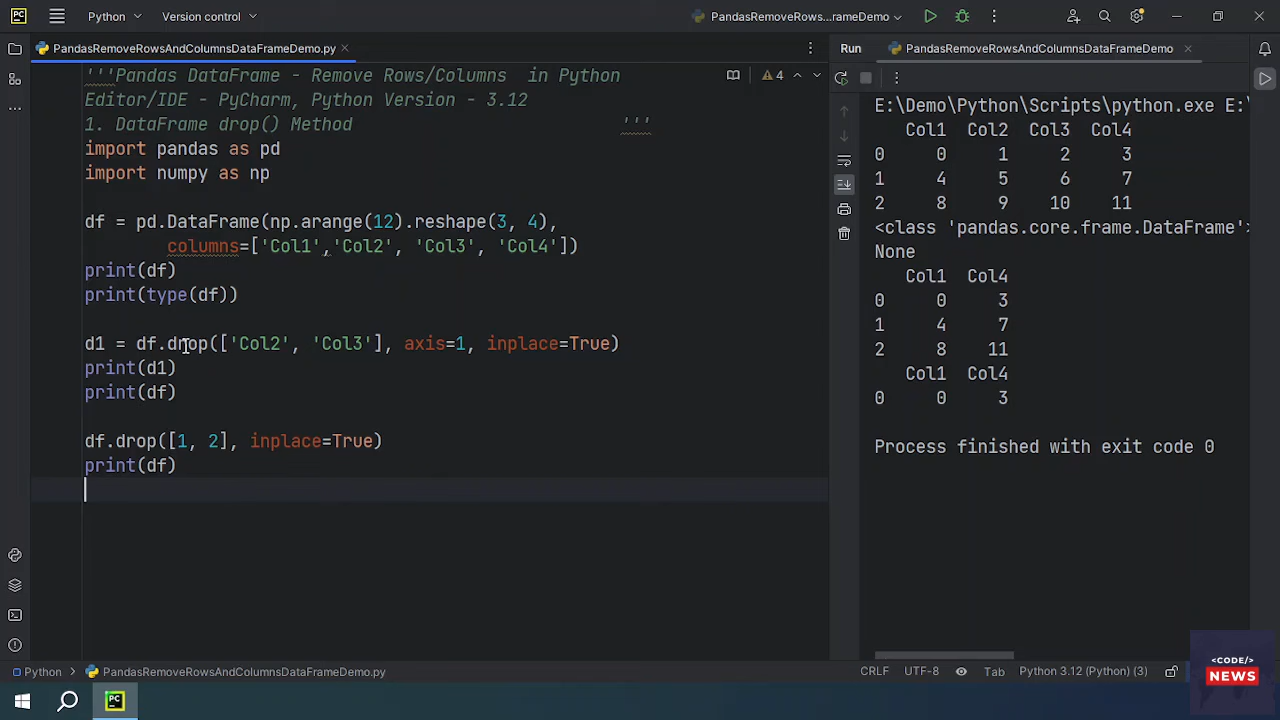 PC Python Version control PandasRemoveRows...rameDemo
PandasRemoveRowsAndColumnsDataFrameDemo.py
'''Pandas DataFrame - Remove Rows/Columns  in Python
Editor/IDE - PyCharm, Python Version - 3.12
1. DataFrame drop() Method '''
import pandas as pd
import numpy as np
df = pd.DataFrame(np.arange(12).reshape(3, 4),
columns=['Col1','Col2', 'Col3', 'Col4'])
print(df)
print(type(df))
d1 = df.drop(['Col2', 'Col3'], axis=1, inplace=True)
print(d1)
print(df)
df.drop([1, 2], inplace=True)
print(df)
4
Run PandasRemoveRowsAndColumnsDataFrameDemo
E:\Demo\Python\Scripts\python.exe E:\
Col1 Col2 Col3 Col4
0 0 1 2 3
1 4 5 6 7
2 8 9 10 11
<class 'pandas.core.frame.DataFrame'>
None
Col1 Col4
0 0 3
1 4 7
2 8 11
Col1 Col4
0 0 3
Process finished with exit code 0
Python > PandasRemoveRowsAndColumnsDataFrameDemo.py
CRLF UTF-8 Tab Python 3.12 (Python) (3)
<CODE/>
NEWS
PC